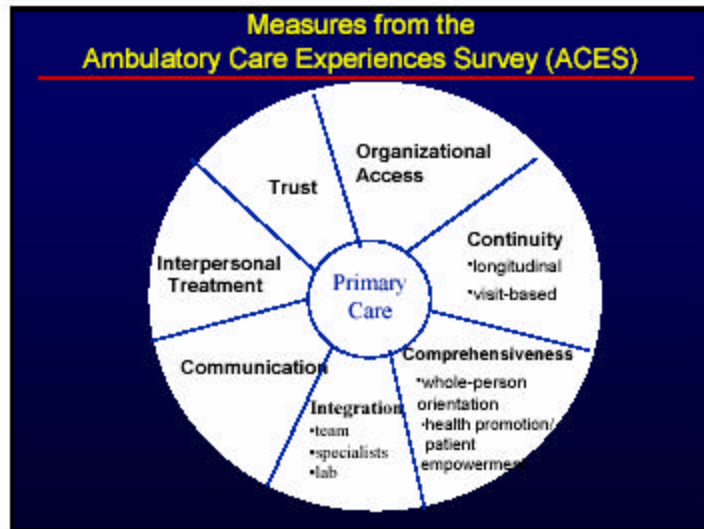 Measures from the
Ambulatory Care Experiences Survey (ACES)
Organizational
Access
Trust
Continuity
•longitudinal
•visit-based
Interpersonal
Treatment
Primary
Care
Comprehensiveness
•whole-person
orientation
•health promotion/
patient
empowerment
Communication
Integration
•team
•specialists
•lab